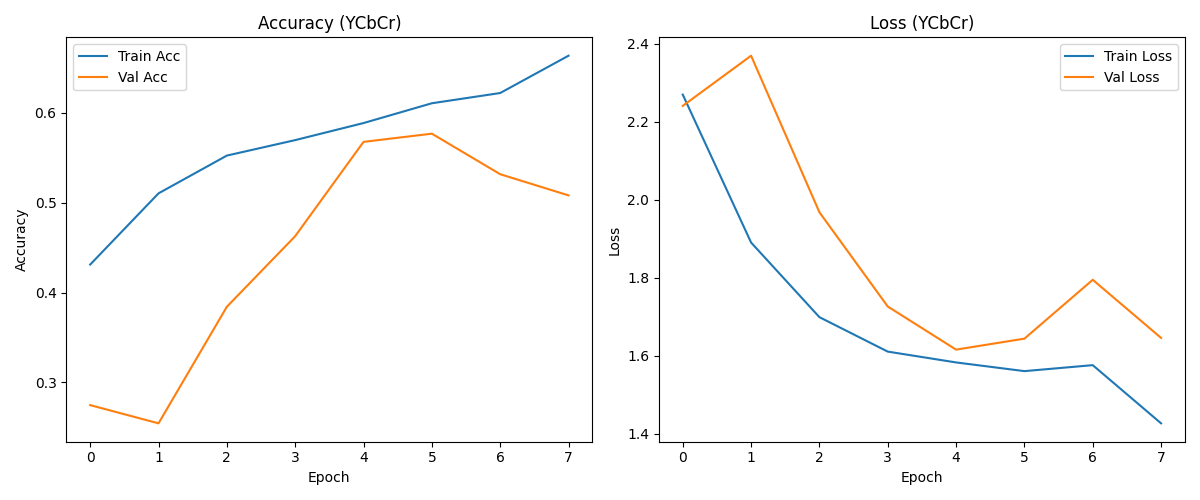 Accuracy (YCbCr)
Train Acc
Val Acc
0.6
0.5
0.4
0.3
Accuracy
0 1 2 3 4 5 6 7
Epoch
Loss (YCbCr)
Train Loss
Val Loss
2.4
2.2
2.0
1.8
1.6
1.4
Loss
0 1 2 3 4 5 6 7
Epoch